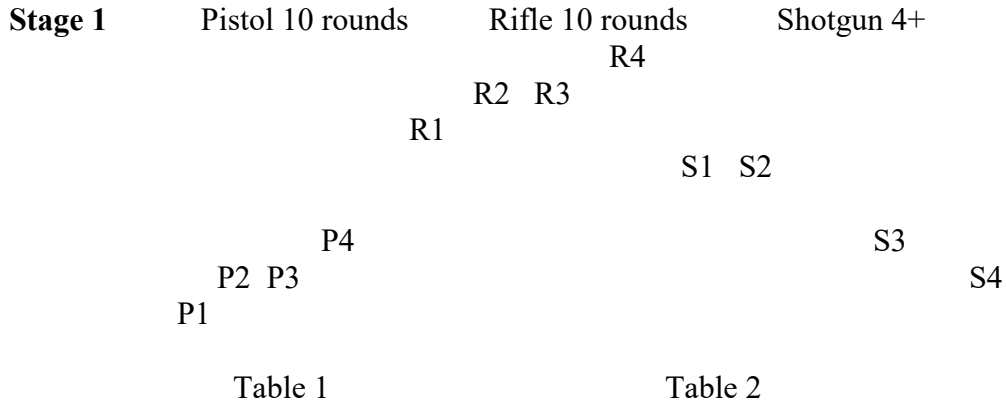 Stage 1 Pistol 10 rounds Rifle 10 rounds Shotgun 4+
R4
R2 R3
R1
S1 S2
P4 S3
P2 P3 S4
P1
Table 1 Table 2